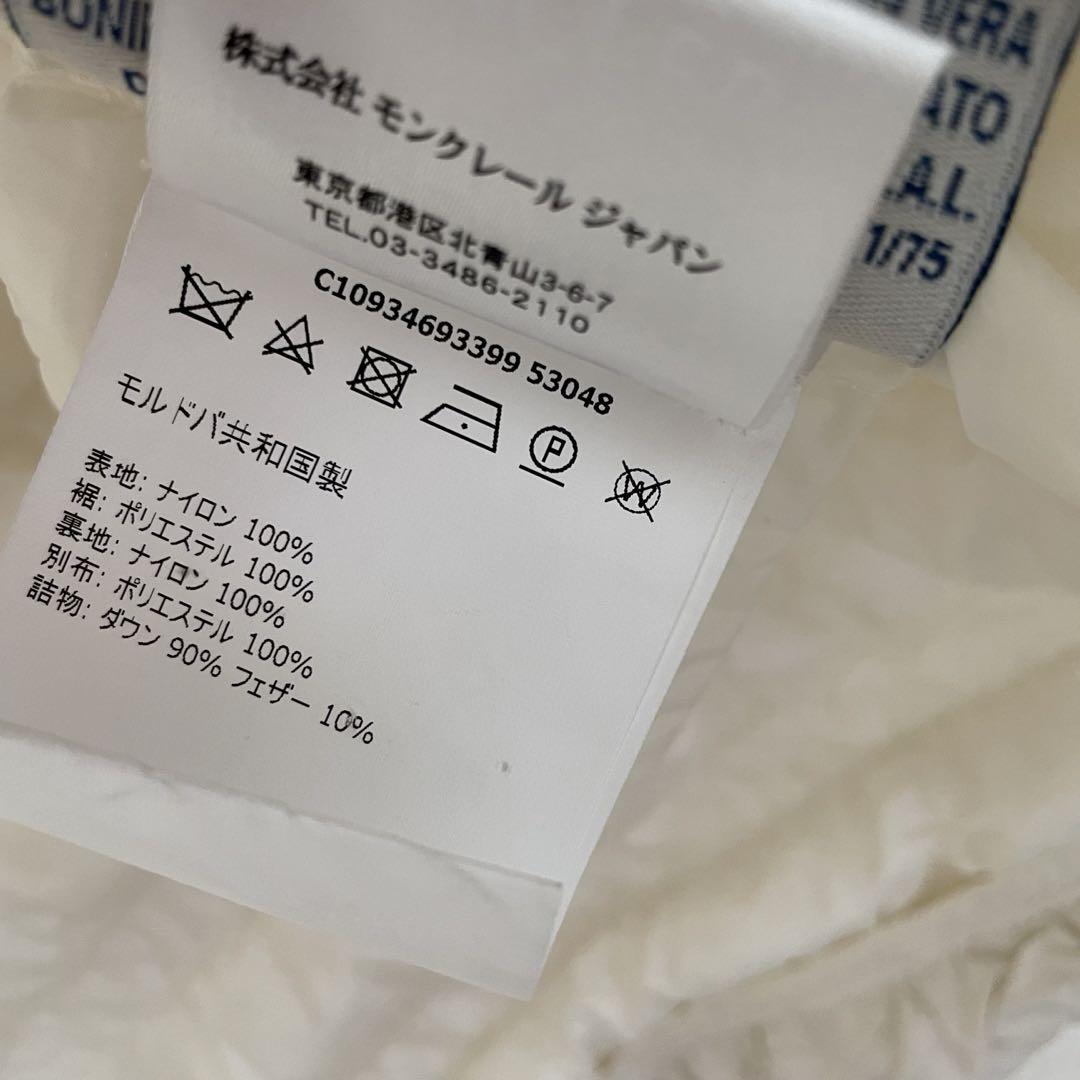 VERA
ATO
.A.L.
1/75
株式会社 モンクレール ジャパン
東京都港区北青山3-6-7
TEL.03-3486-2110
C10934693399 53048
P
W
モルドバ共和国製
表地: ナイロン 100%
裾: ポリエステル 100%
裏地: ナイロン 100%
別布: ポリエステル 100%
詰物: ダウン 90% フェザー 10%